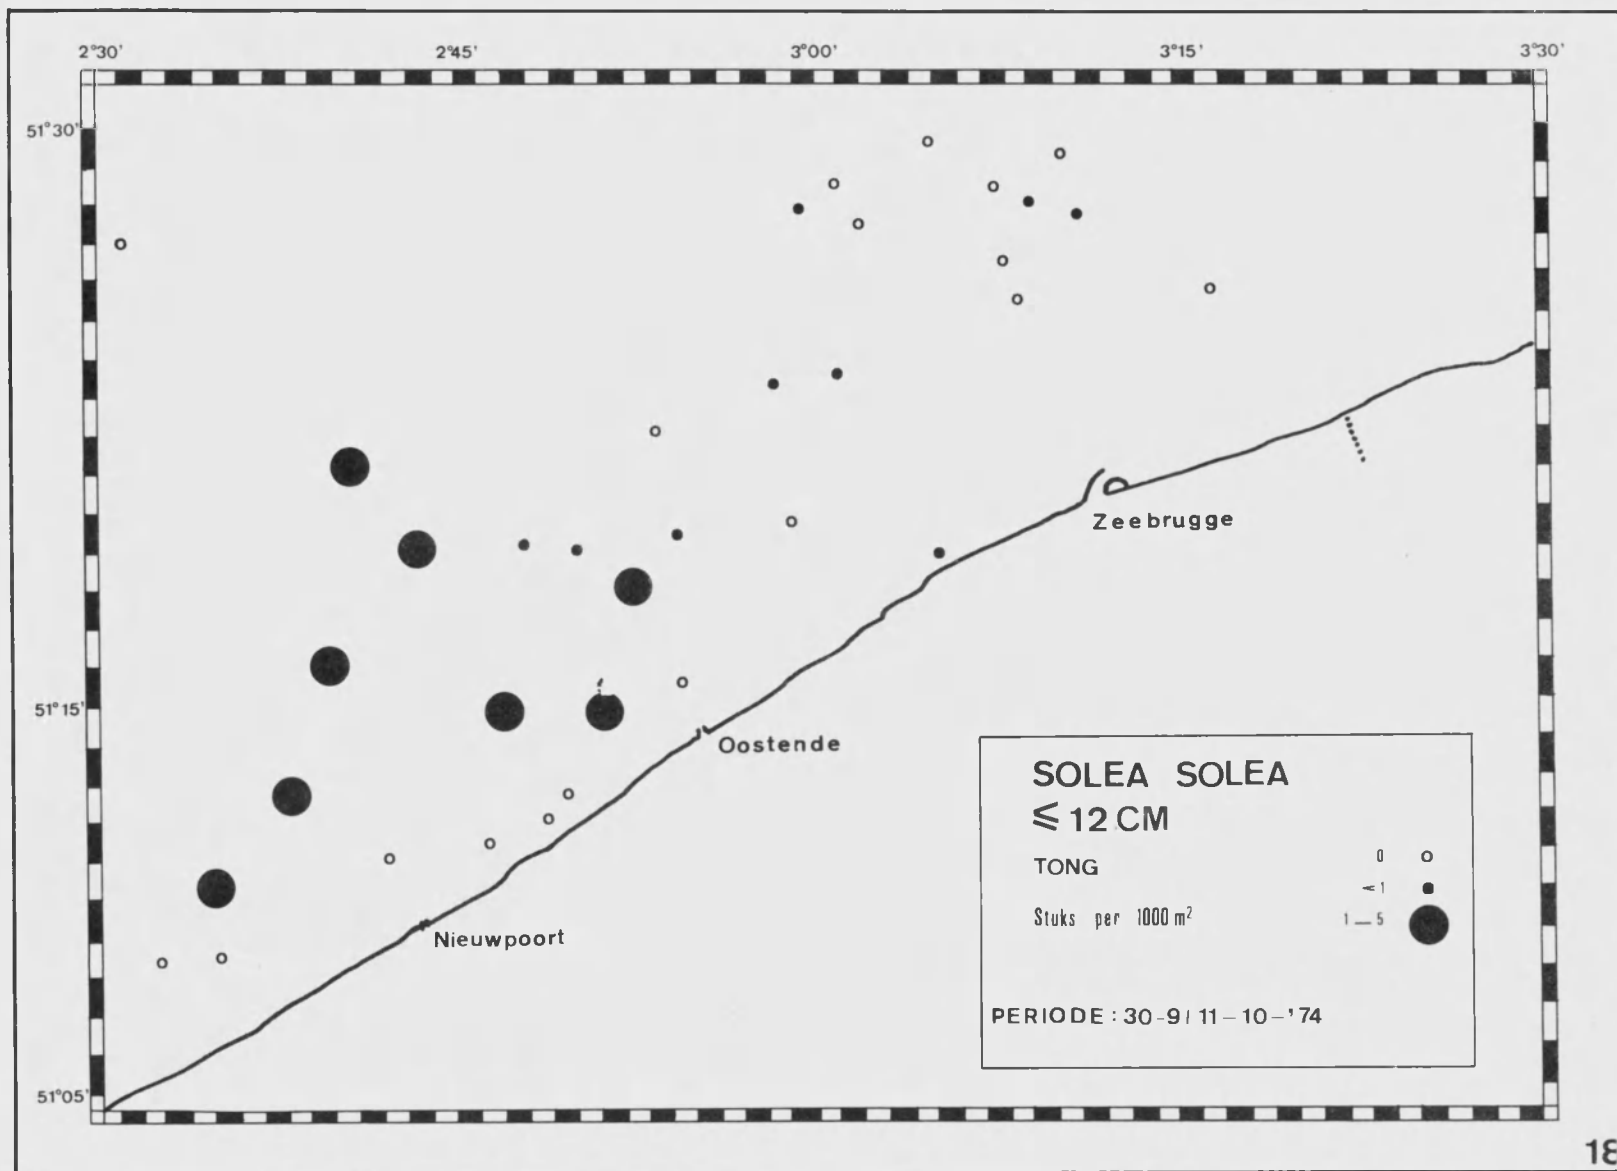 2°30' 2°45' 3°00' 3°15' 3°30'
51°30'
51°15'
51°05'
Zeebrugge
Oostende
Nieuwpoort
SOLEA SOLEA
≤ 12 CM
TONG 0
< 1
Stuks per 1000 m² 1 — 5
PERIODE : 30-9 / 11-10-'74
18